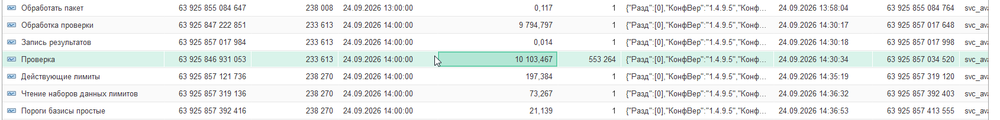 Обработать пакет 63 925 855 084 647 238 008 24.09.2026 13:00:00 0,117 1 {"Разд":[0],"КонфВер":"1.4.9.5","Конф... 24.09.2026 13:58:04 63 925 855 084 764 svc_ava
Обработка проверки 63 925 847 222 851 233 613 24.09.2026 14:00:00 9 794,797 1 {"Разд":[0],"КонфВер":"1.4.9.5","Конф... 24.09.2026 14:30:17 63 925 857 017 648 svc_ava
Запись результатов 63 925 857 017 984 233 613 24.09.2026 14:00:00 0,014 1 {"Разд":[0],"КонфВер":"1.4.9.5","Конф... 24.09.2026 14:30:18 63 925 857 017 998 svc_ava
Проверка 63 925 846 931 053 233 613 24.09.2026 14:00:00 10 103,467 553 264 {"Разд":[0],"КонфВер":"1.4.9.5","Конф... 24.09.2026 14:30:34 63 925 857 034 520 svc_ava
Действующие лимиты 63 925 857 121 736 238 270 24.09.2026 14:00:00 197,384 1 {"Разд":[0],"КонфВер":"1.4.9.5","Конф... 24.09.2026 14:35:19 63 925 857 319 120 svc_ava
Чтение наборов данных лимитов 63 925 857 319 136 238 270 24.09.2026 14:00:00 73,267 1 {"Разд":[0],"КонфВер":"1.4.9.5","Конф... 24.09.2026 14:36:32 63 925 857 392 403 svc_ava
Пороги базисы простые 63 925 857 392 416 238 270 24.09.2026 14:00:00 21,139 1 {"Разд":[0],"КонфВер":"1.4.9.5","Конф... 24.09.2026 14:36:53 63 925 857 413 555 svc_ava